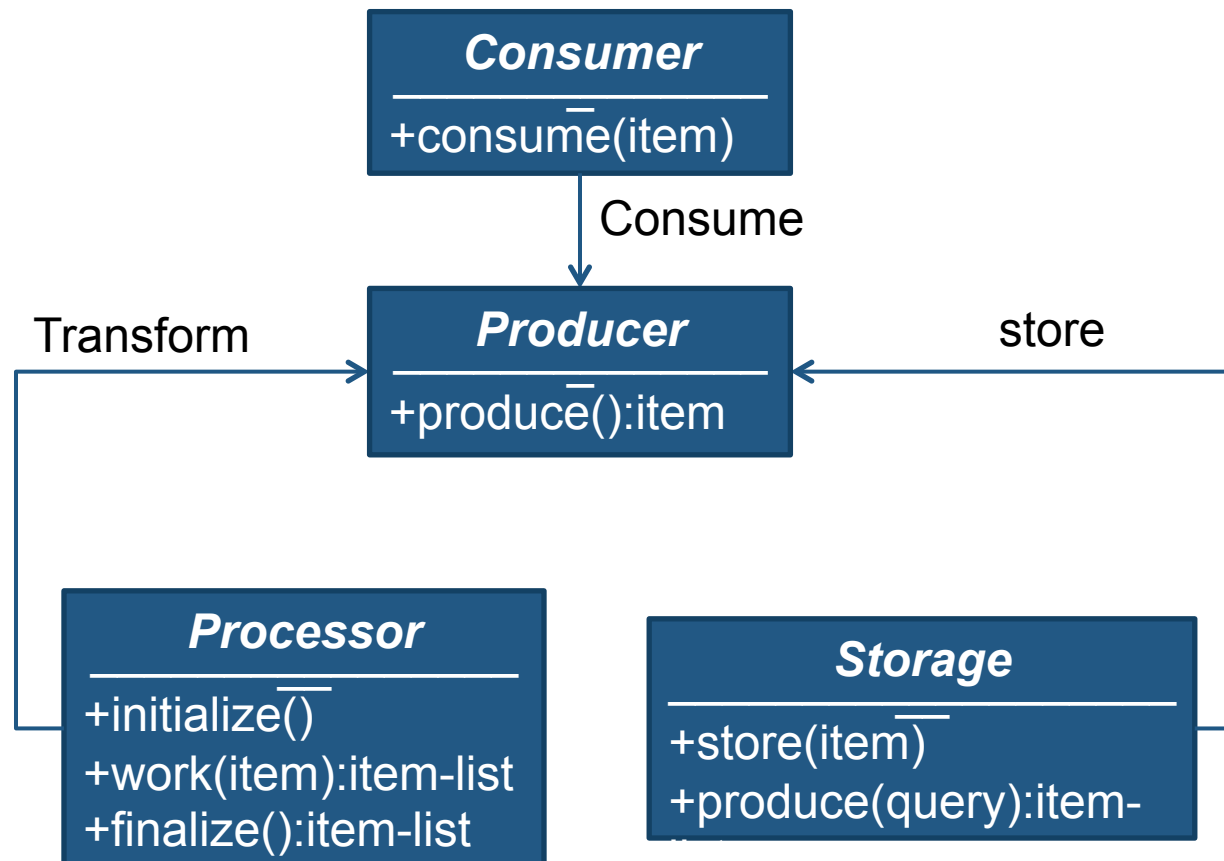 Consumer
+consume(item)
Consume
Producer
+produce():item
Transform
store
Processor
+initialize()
+work(item):item-list
+finalize():item-list
Storage
+store(item)
+produce(query):item-